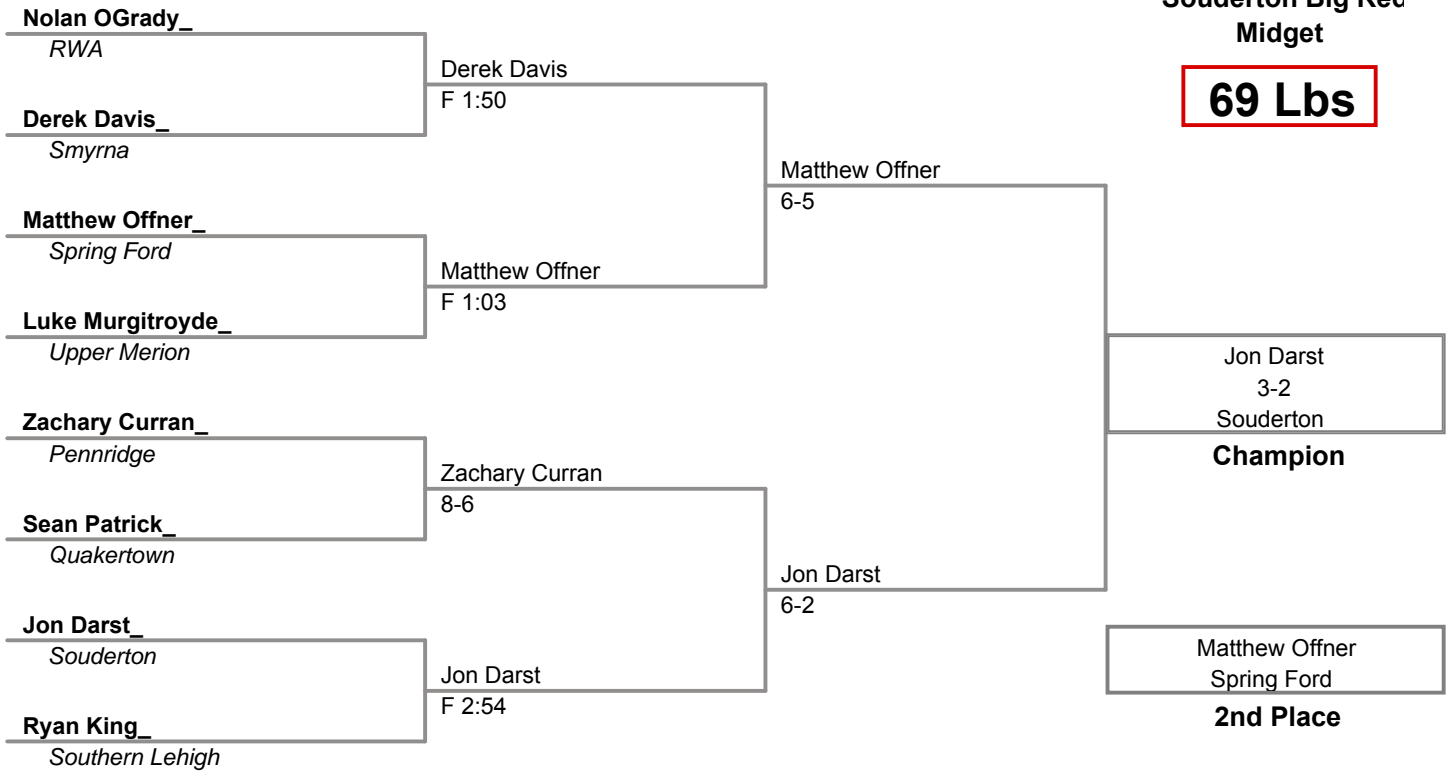 Souderton Big Red
Midget
69 Lbs
Nolan OGrady_
RWA
Derek Davis
F 1:50
Derek Davis_
Smyrna
Matthew Offner
6-5
Matthew Offner_
Spring Ford
Matthew Offner
F 1:03
Luke Murgitroyde_
Upper Merion
Jon Darst
3-2
Souderton
Champion
Zachary Curran_
Pennridge
Zachary Curran
8-6
Sean Patrick_
Quakertown
Jon Darst
6-2
Jon Darst_
Souderton
Jon Darst
F 2:54
Ryan King_
Southern Lehigh
Matthew Offner
Spring Ford
2nd Place